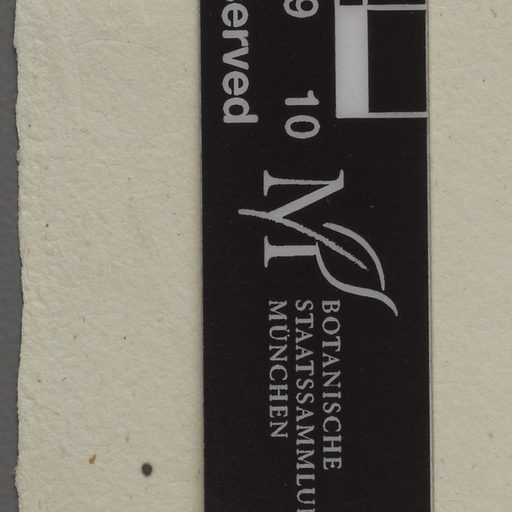 served
9 10
M
BOTANISCHE
STAATSSAMMLU
MÜNCHEN